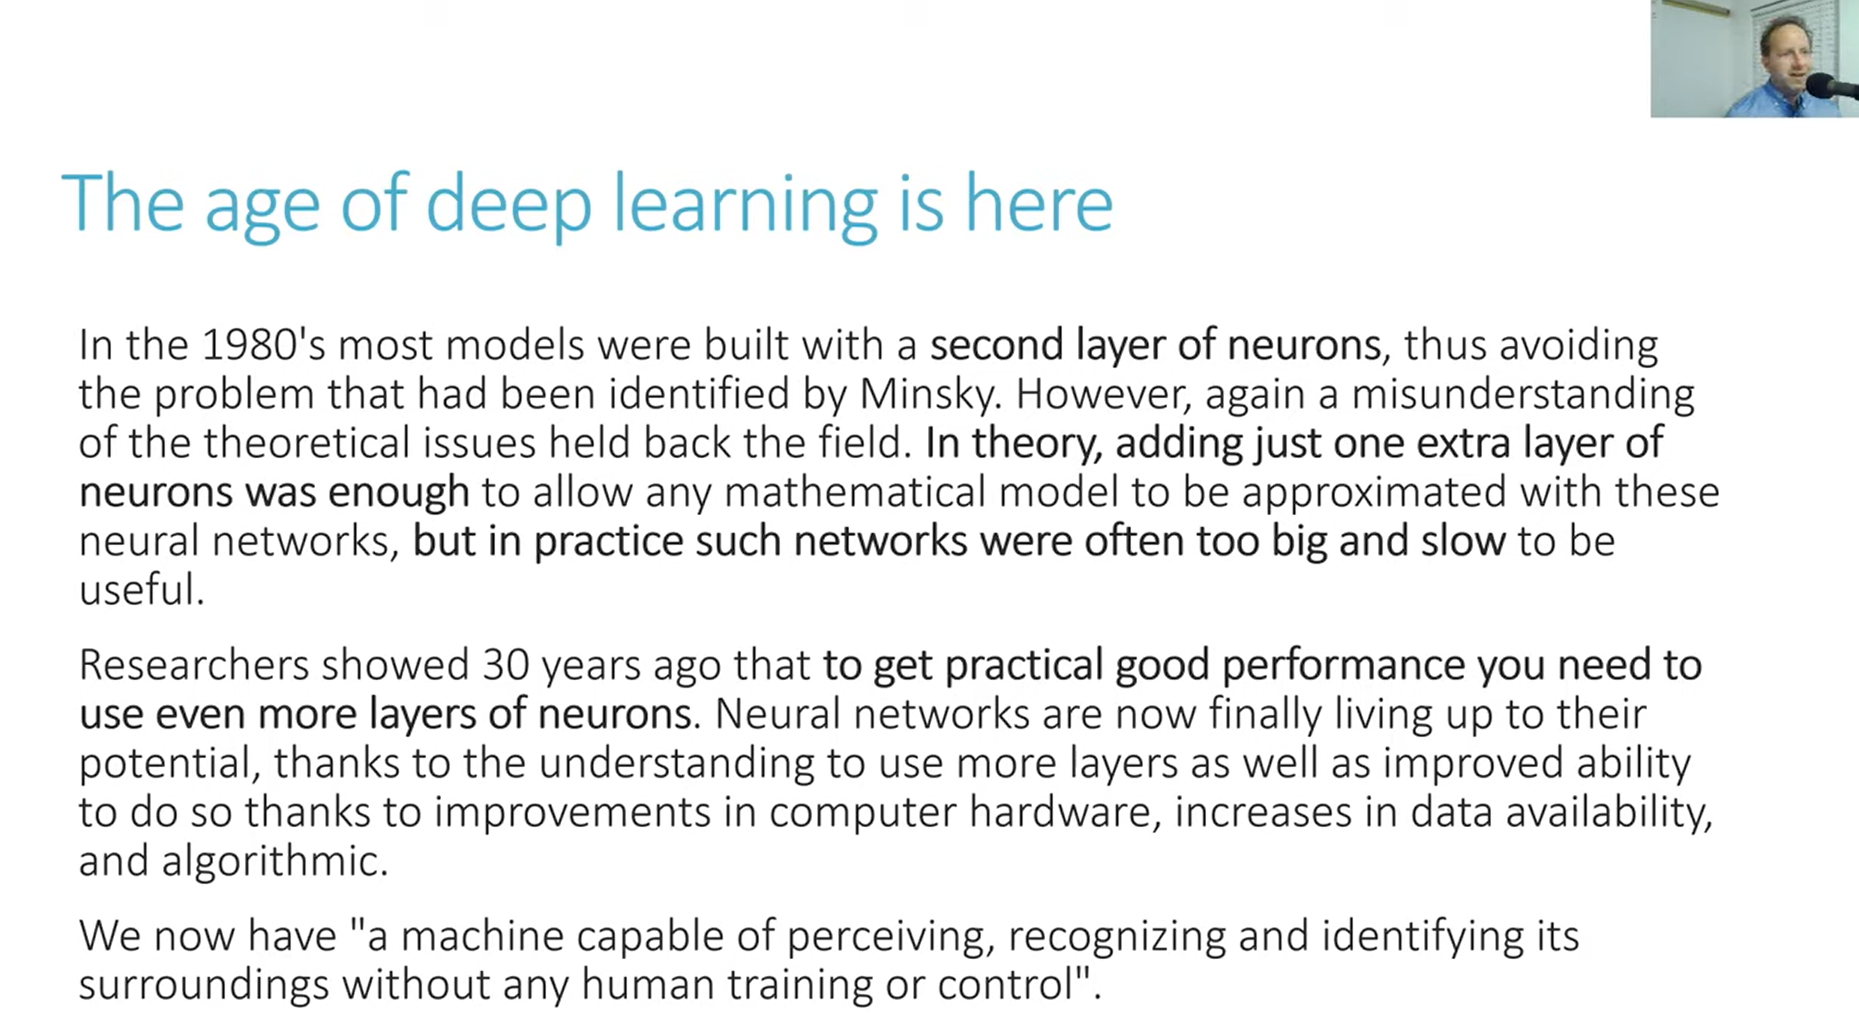 The age of deep learning is here
In the 1980's most models were built with a second layer of neurons, thus avoiding
the problem that had been identified by Minsky. However, again a misunderstanding
of the theoretical issues held back the field. In theory, adding just one extra layer of
neurons was enough to allow any mathematical model to be approximated with these
neural networks, but in practice such networks were often too big and slow to be
useful.
Researchers showed 30 years ago that to get practical good performance you need to
use even more layers of neurons. Neural networks are now finally living up to their
potential, thanks to the understanding to use more layers as well as improved ability
to do so thanks to improvements in computer hardware, increases in data availability,
and algorithmic.
We now have "a machine capable of perceiving, recognizing and identifying its
surroundings without any human training or control".